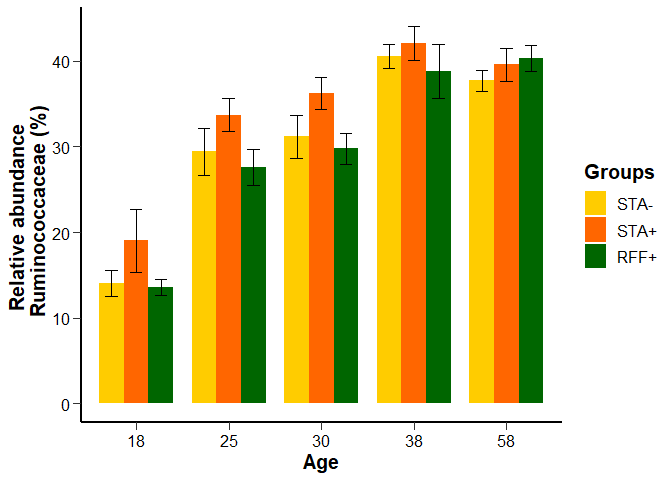 Relative abundance
Ruminococcaceae (%)
40
30
20
10
0
18 25 30 38 58
Age
Groups
STA-
STA+
RFF+